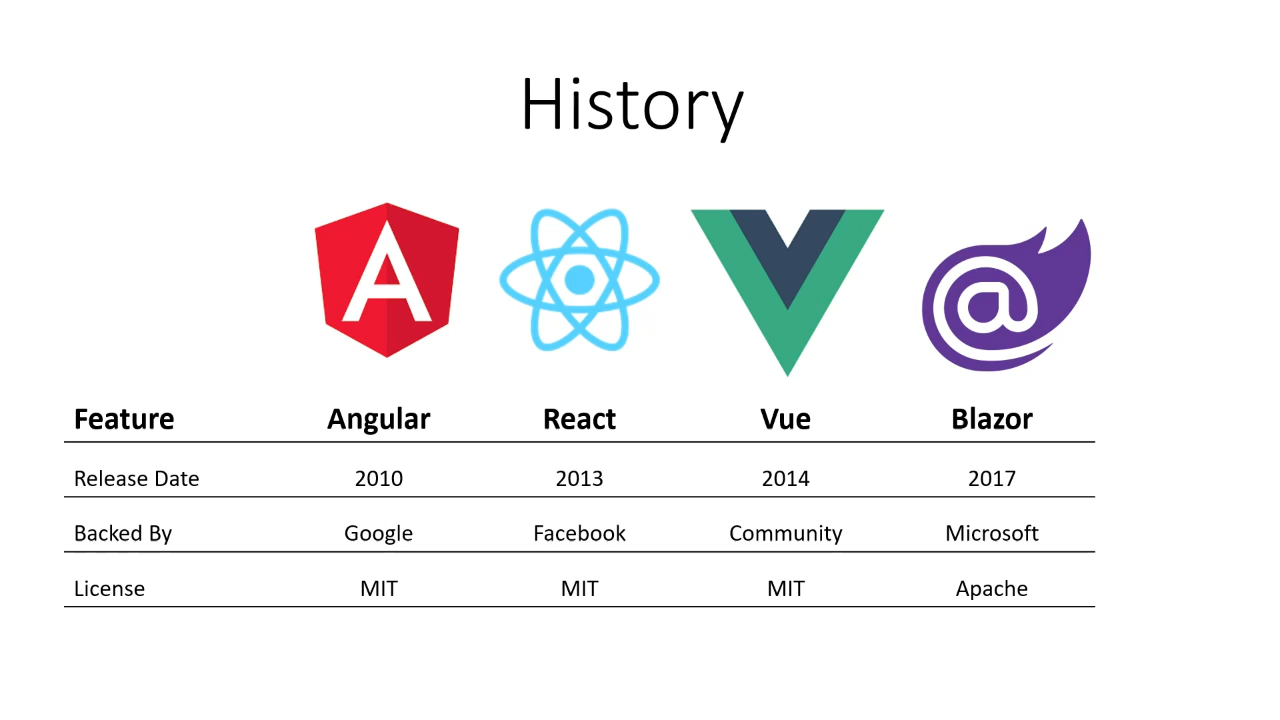 History
Feature Angular React Vue Blazor
Release Date 2010 2013 2014 2017
Backed By Google Facebook Community Microsoft
License MIT MIT MIT Apache